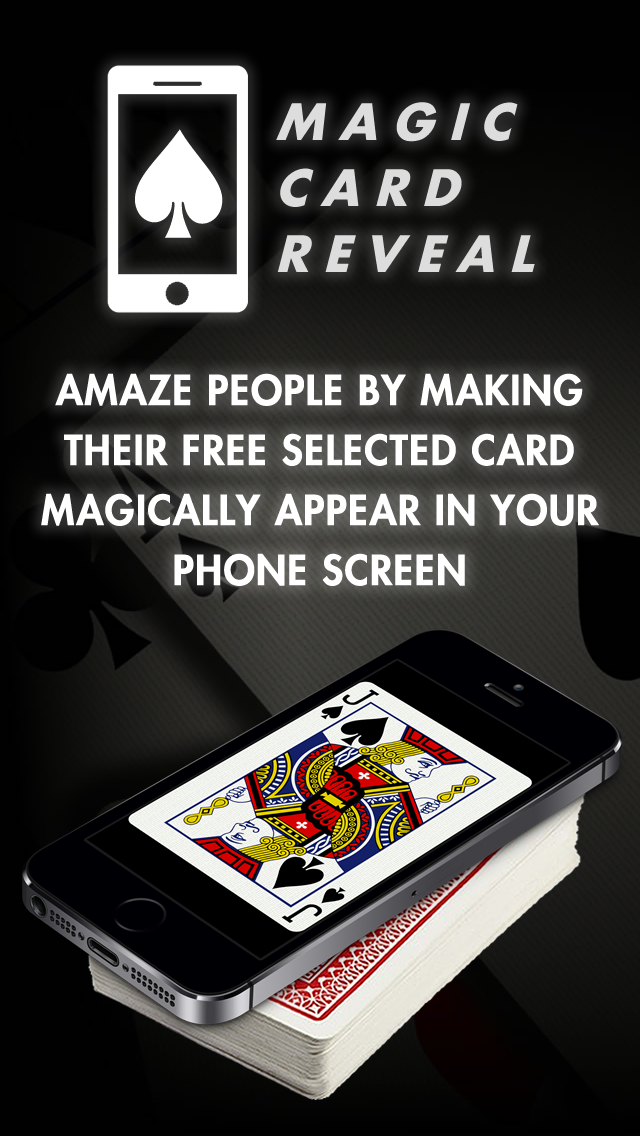 MAGIC
CARD
REVEAL
AMAZE PEOPLE BY MAKING
THEIR FREE SELECTED CARD
MAGICALLY APPEAR IN YOUR
PHONE SCREEN
J
J